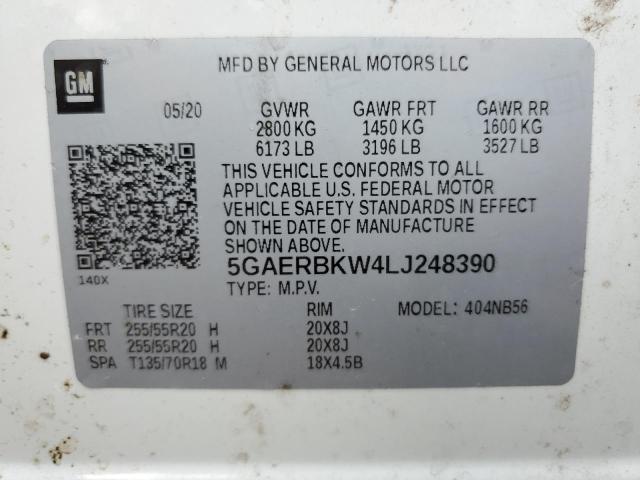 GM
MFD BY GENERAL MOTORS LLC
05/20 GVWR GAWR FRT GAWR RR
2800 KG 1450 KG 1600 KG
6173 LB 3196 LB 3527 LB
THIS VEHICLE CONFORMS TO ALL
APPLICABLE U.S. FEDERAL MOTOR
VEHICLE SAFETY STANDARDS IN EFFECT
ON THE DATE OF MANUFACTURE SHOWN ABOVE.
140X
5GAERBKW4LJ248390
TYPE: M.P.V. MODEL: 404NB56
TIRE SIZE RIM
FRT 255/55R20 H 20X8J
RR 255/55R20 H 20X8J
SPA T135/70R18 M 18X4.5B